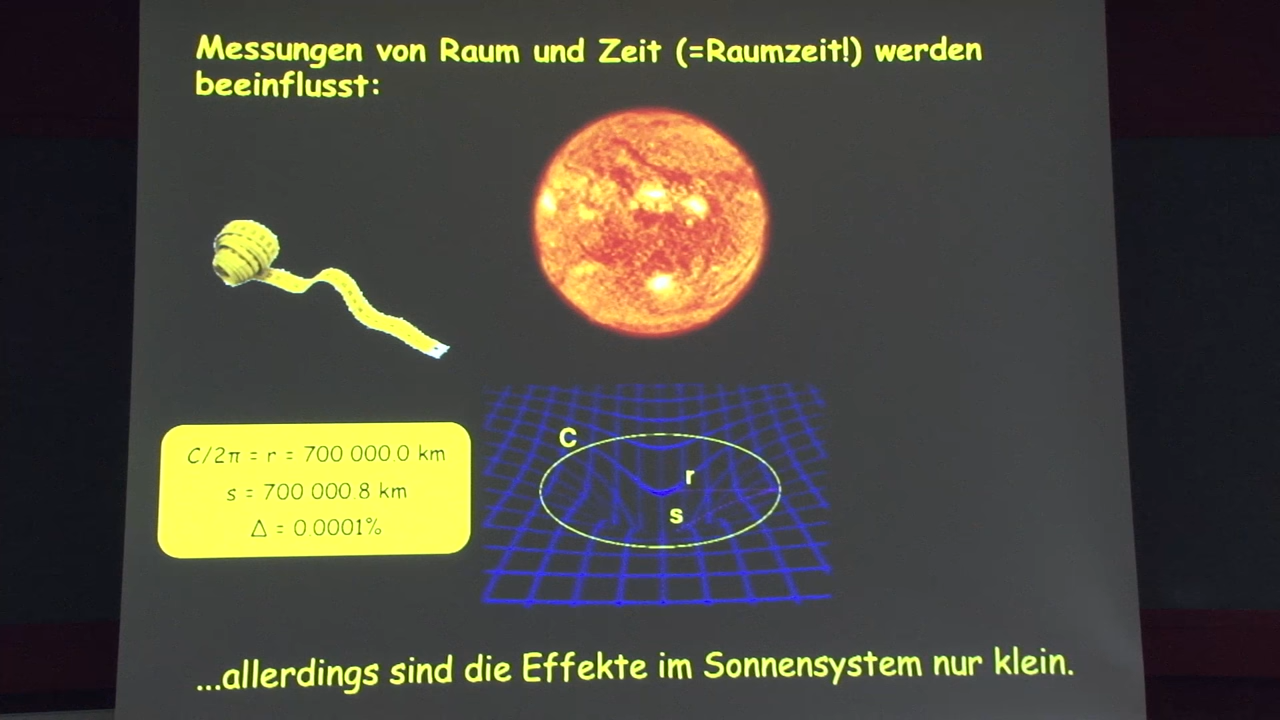 Messungen von Raum und Zeit (=Raumzeit!) werden
beeinflusst:
C/2π = r = 700 000.0 km
s = 700 000.8 km
Δ = 0.0001%
C
r
s
...allerdings sind die Effekte im Sonnensystem nur klein.